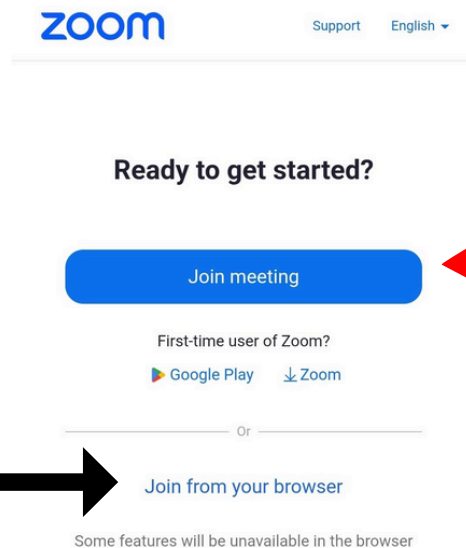 zoom Support English
Ready to get started?
Join meeting
First-time user of Zoom?
Google Play Zoom
Or
Join from your browser
Some features will be unavailable in the browser